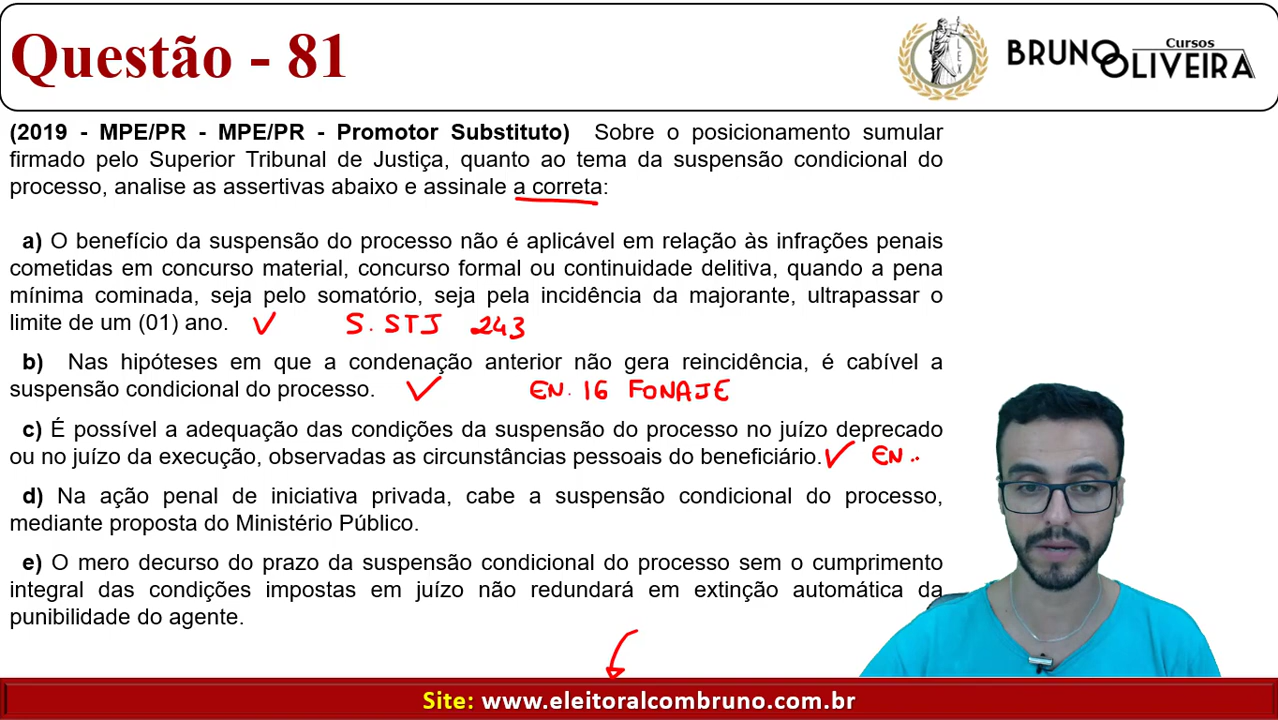 Questão - 81
LEX
Cursos
BRUNO
OLIVEIRA
(2019 - MPE/PR - MPE/PR - Promotor Substituto) Sobre o posicionamento sumular
firmado pelo Superior Tribunal de Justiça, quanto ao tema da suspensão condicional do
processo, analise as assertivas abaixo e assinale a correta:
a) O benefício da suspensão do processo não é aplicável em relação às infrações penais
cometidas em concurso material, concurso formal ou continuidade delitiva, quando a pena
mínima cominada, seja pelo somatório, seja pela incidência da majorante, ultrapassar o
limite de um (01) ano. S. STJ 243
b) Nas hipóteses em que a condenação anterior não gera reincidência, é cabível a
suspensão condicional do processo. EN. 16 FONAJE
c) É possível a adequação das condições da suspensão do processo no juízo deprecado
ou no juízo da execução, observadas as circunstâncias pessoais do beneficiário. EN.
d) Na ação penal de iniciativa privada, cabe a suspensão condicional do processo,
mediante proposta do Ministério Público.
e) O mero decurso do prazo da suspensão condicional do processo sem o cumprimento
integral das condições impostas em juízo não redundará em extinção automática da
punibilidade do agente.
Site: www.eleitoralcombruno.com.br